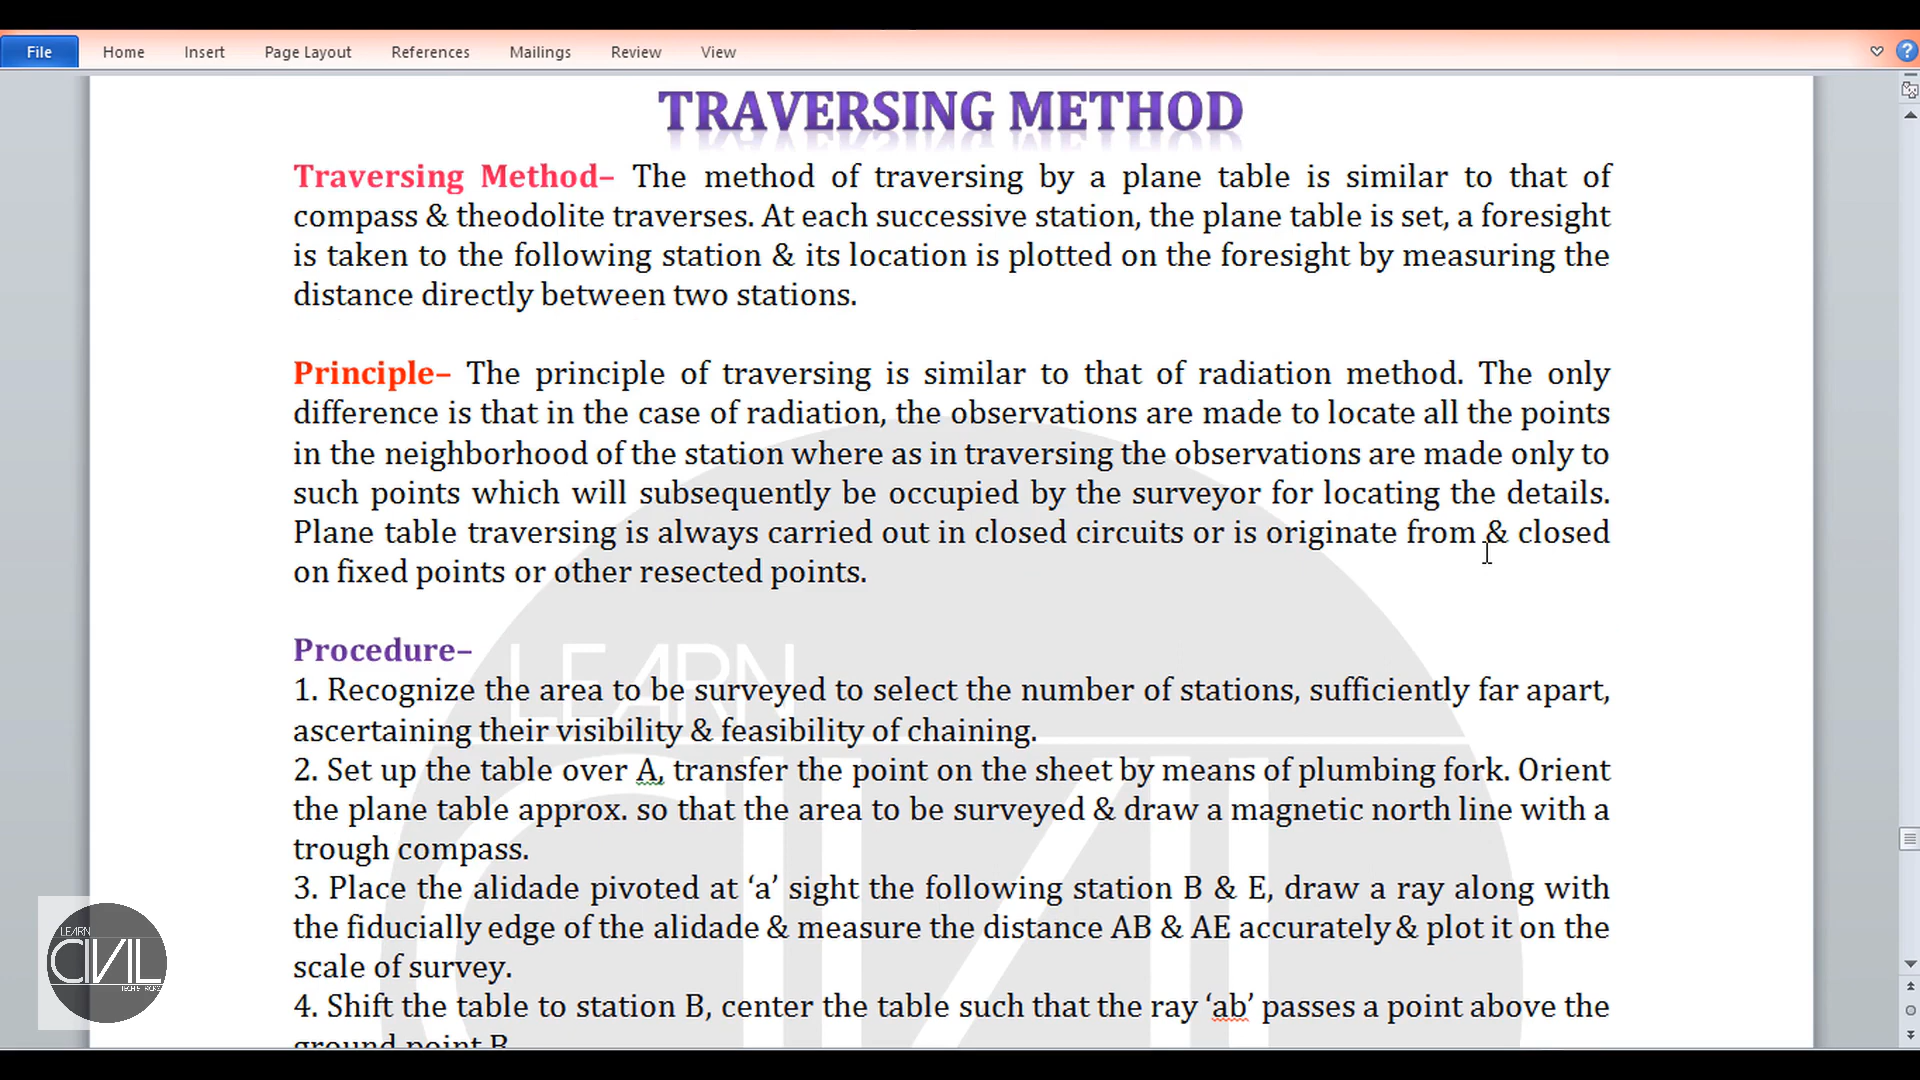 File Home Insert Page Layout References Mailings Review View
TRAVERSING METHOD
Traversing Method– The method of traversing by a plane table is similar to that of
compass & theodolite traverses. At each successive station, the plane table is set, a foresight
is taken to the following station & its location is plotted on the foresight by measuring the
distance directly between two stations.
Principle– The principle of traversing is similar to that of radiation method. The only
difference is that in the case of radiation, the observations are made to locate all the points
in the neighborhood of the station where as in traversing the observations are made only to
such points which will subsequently be occupied by the surveyor for locating the details.
Plane table traversing is always carried out in closed circuits or is originate from & closed
on fixed points or other resected points.
Procedure–
1. Recognize the area to be surveyed to select the number of stations, sufficiently far apart,
ascertaining their visibility & feasibility of chaining.
2. Set up the table over A, transfer the point on the sheet by means of plumbing fork. Orient
the plane table approx. so that the area to be surveyed & draw a magnetic north line with a
trough compass.
3. Place the alidade pivoted at ‘a’ sight the following station B & E, draw a ray along with
the fiducially edge of the alidade & measure the distance AB & AE accurately & plot it on the
scale of survey.
4. Shift the table to station B, center the table such that the ray ‘ab’ passes a point above the
ground point B
LEARN
CIVIL
LEARN
CIVIL